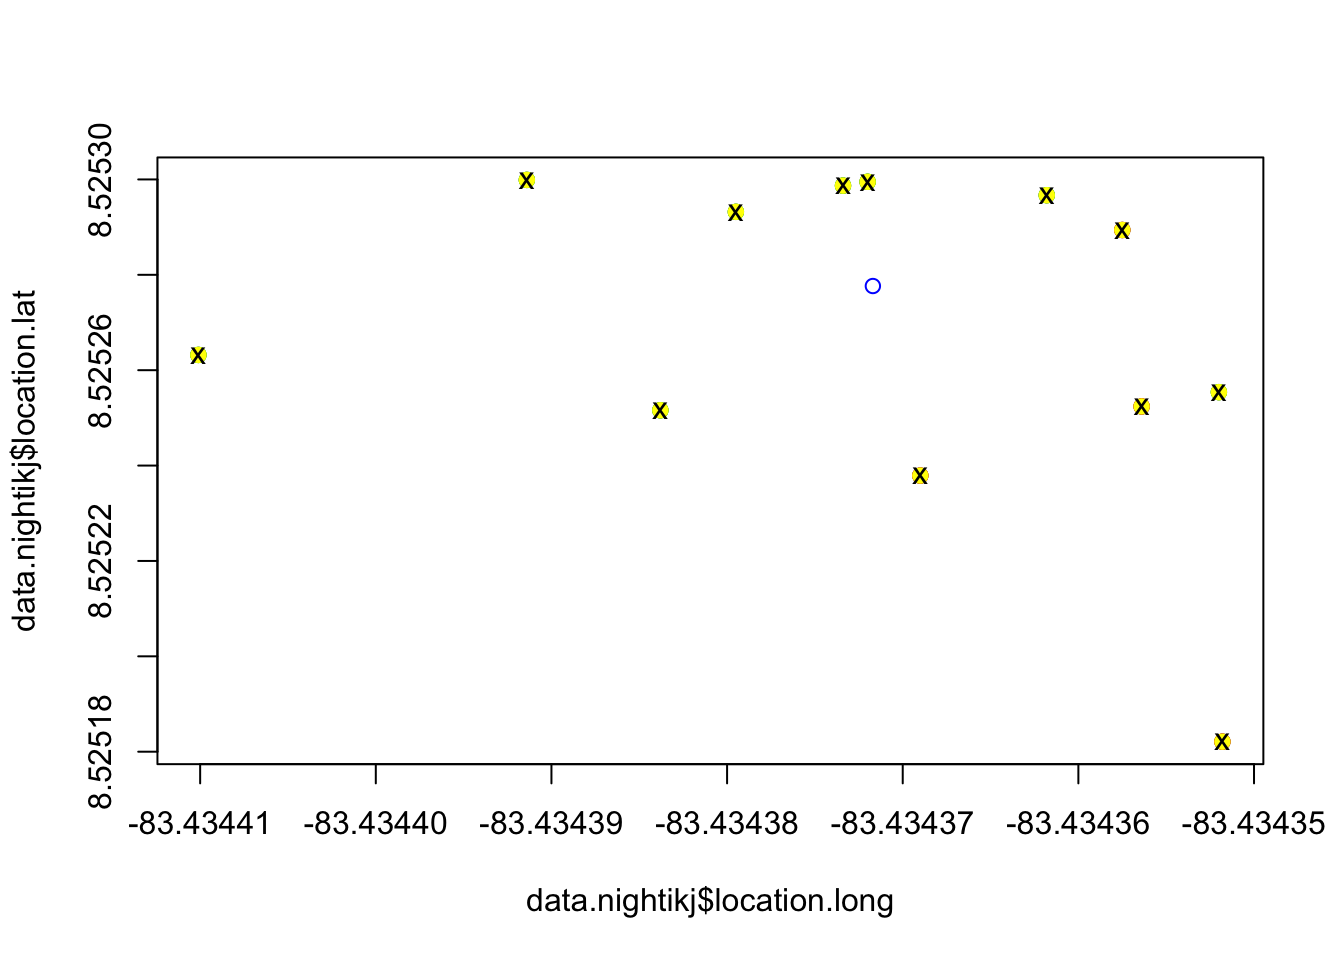 8.52530
8.52526
8.52522
8.52518
data.nightikj$location.lat
x x x x x x x x x x x x
-83.43441 -83.43440 -83.43439 -83.43438 -83.43437 -83.43436 -83.43435
data.nightikj$location.long